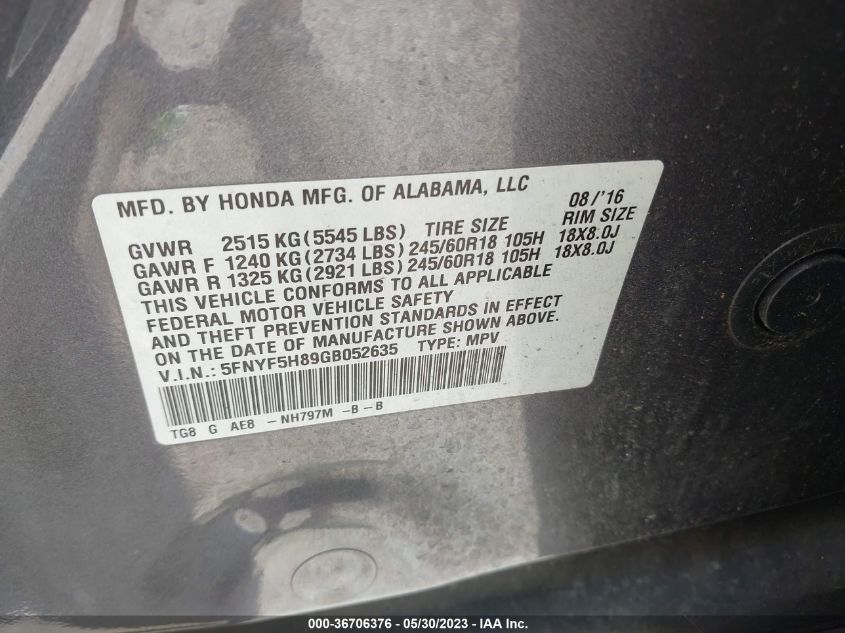 MFD. BY HONDA MFG. OF ALABAMA, LLC 08/'16
GVWR 2515 KG(5545 LBS) TIRE SIZE RIM SIZE
GAWR F 1240 KG(2734 LBS)245/60R18 105H 18X8.0J
GAWR R 1325 KG(2921 LBS)245/60R18 105H 18X8.0J
THIS VEHICLE CONFORMS TO ALL APPLICABLE
FEDERAL MOTOR VEHICLE SAFETY
AND THEFT PREVENTION STANDARDS IN EFFECT
ON THE DATE OF MANUFACTURE SHOWN ABOVE.
V.I.N.: 5FNYF5H89GB052635 TYPE: MPV
TG8 G AE8 - NH797M -B - B
000-36706376 - 05/30/2023 - IAA Inc.